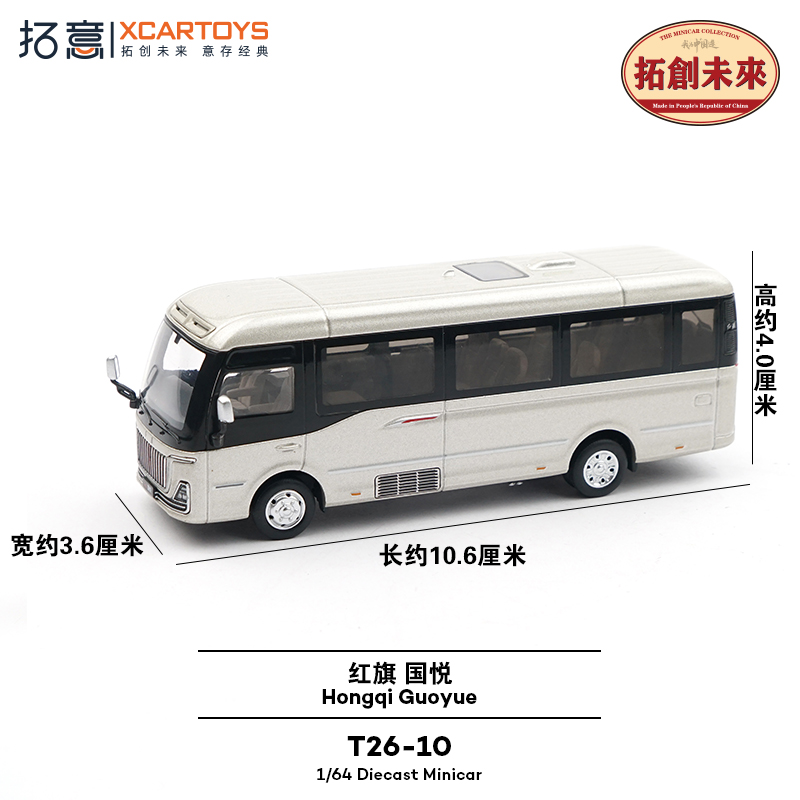 拓意 XCARTOYS
拓创未来 意存经典
THE MINICAR COLLECTION
拓創未來
Made in People's Republic of China
高约4.0厘米
宽约3.6厘米
长约10.6厘米
红旗 国悦
Hongqi Guoyue
T26-10
1/64 Diecast Minicar